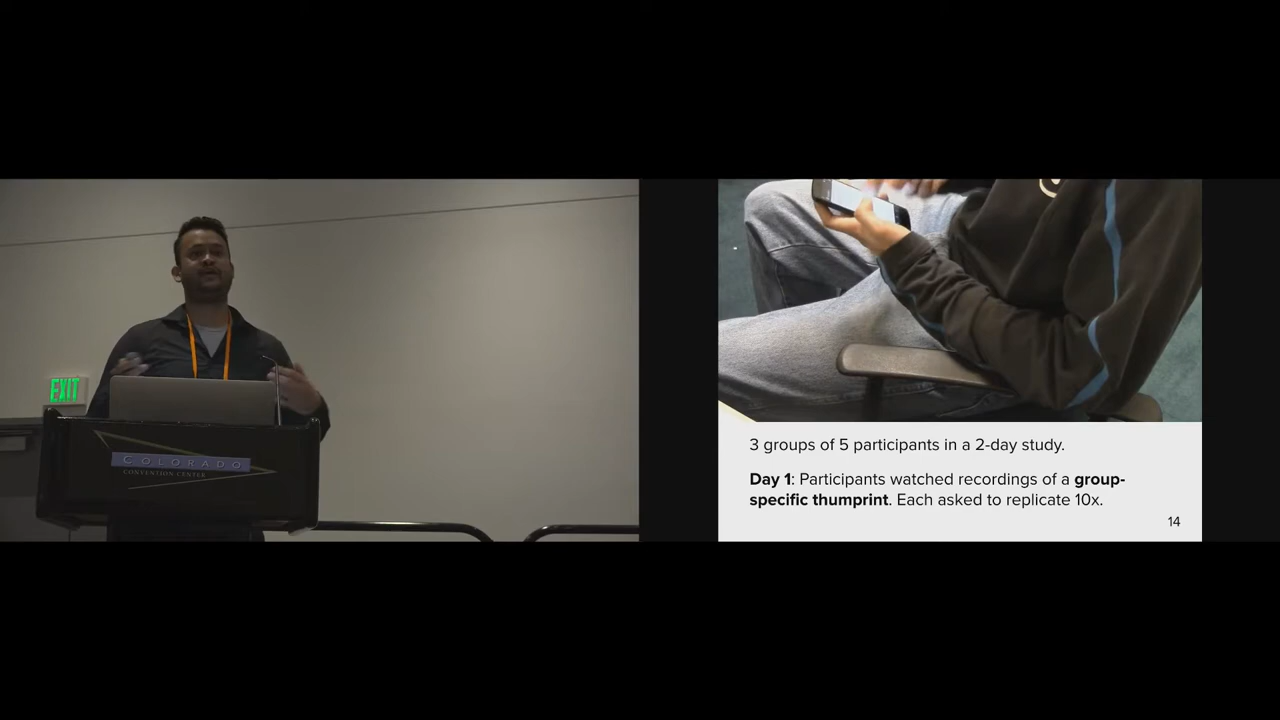 EXIT
COLORADO
CONVENTION CENTER
3 groups of 5 participants in a 2-day study.
Day 1: Participants watched recordings of a group-
specific thumprint. Each asked to replicate 10x.
14